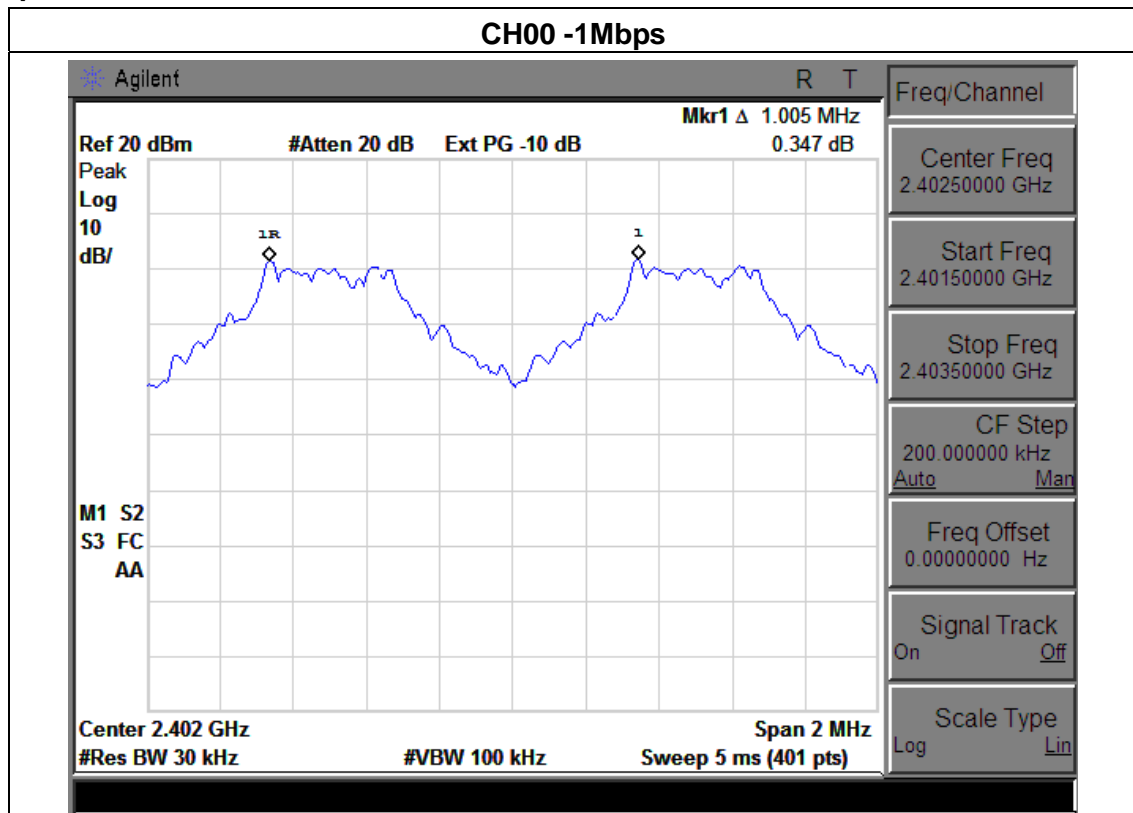 CH00 -1Mbps
Agilent R T
Mkr1 Δ 1.005 MHz
Ref 20 dBm #Atten 20 dB Ext PG -10 dB 0.347 dB
Peak
Log
10
dB/
1R
1
M1 S2
S3 FC
AA
Center 2.402 GHz Span 2 MHz
#Res BW 30 kHz #VBW 100 kHz Sweep 5 ms (401 pts)
Freq/Channel
Center Freq
2.40250000 GHz
Start Freq
2.40150000 GHz
Stop Freq
2.40350000 GHz
CF Step
200.000000 kHz
Auto Man
Freq Offset
0.00000000 Hz
Signal Track
On Off
Scale Type
Log Lin